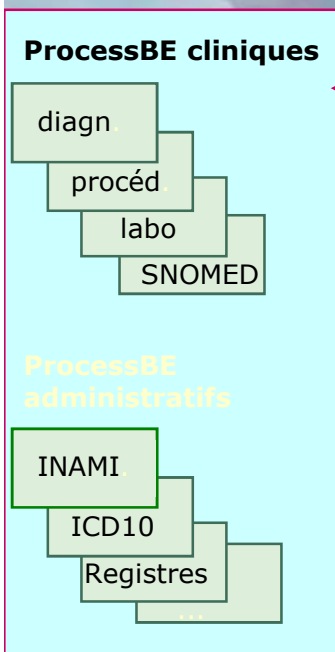 ProcessBE cliniques
diagn.
procéd.
labo
SNOMED
ProcessBE
administratifs
INAMI.
ICD10
Registres
...